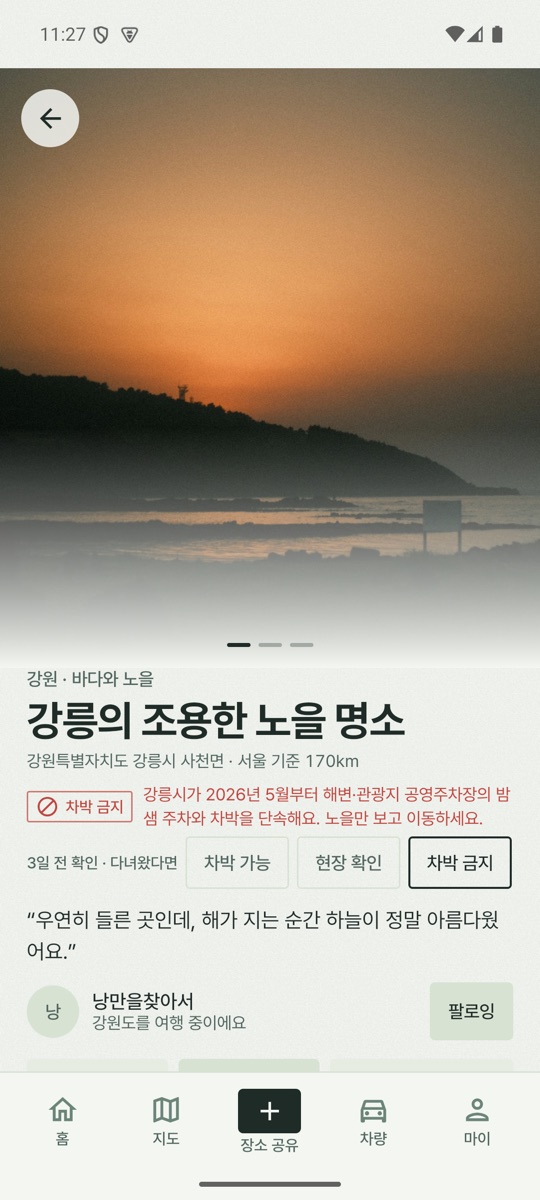 11:27
강원 · 바다와 노을
강릉의 조용한 노을 명소
강원특별자치도 강릉시 사천면 · 서울 기준 170km
차박 금지
강릉시가 2026년 5월부터 해변·관광지 공영주차장의 밤
샘 주차와 차박을 단속해요. 노을만 보고 이동하세요.
3일 전 확인 · 다녀왔다면 차박 가능 현장 확인 차박 금지
“우연히 들른 곳인데, 해가 지는 순간 하늘이 정말 아름다웠
어요.”
낭
낭만을찾아서
강원도를 여행 중이에요
팔로잉
홈 지도 장소 공유 차량 마이